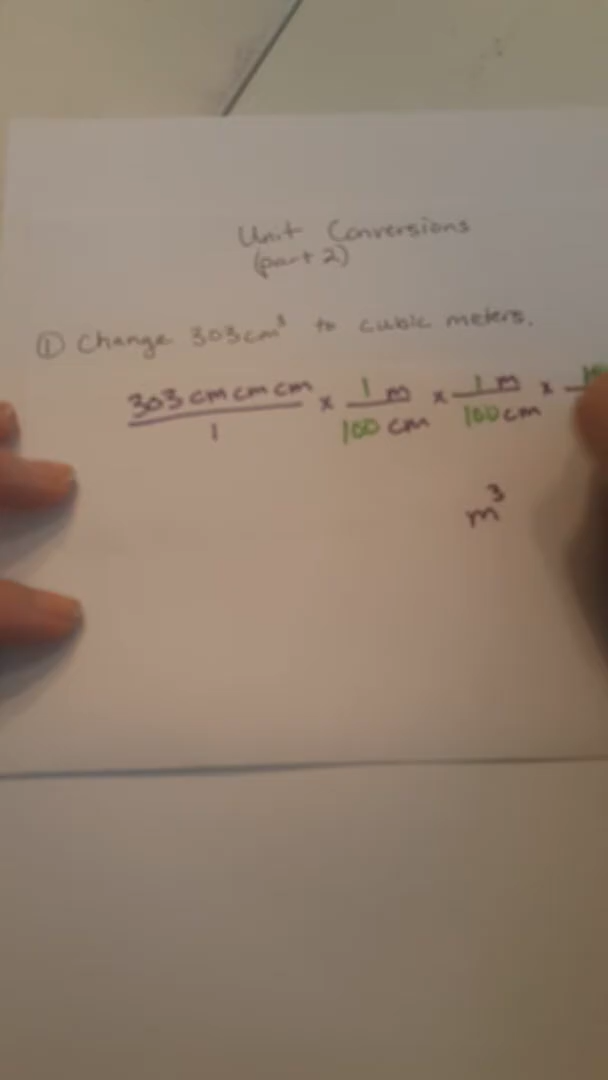 Unit Conversions
(part 2)
① Change 303cm³ to cubic meters.
303 cm cm cm / 1 x 1 m / 100 cm x 1 m / 100 cm x
m³